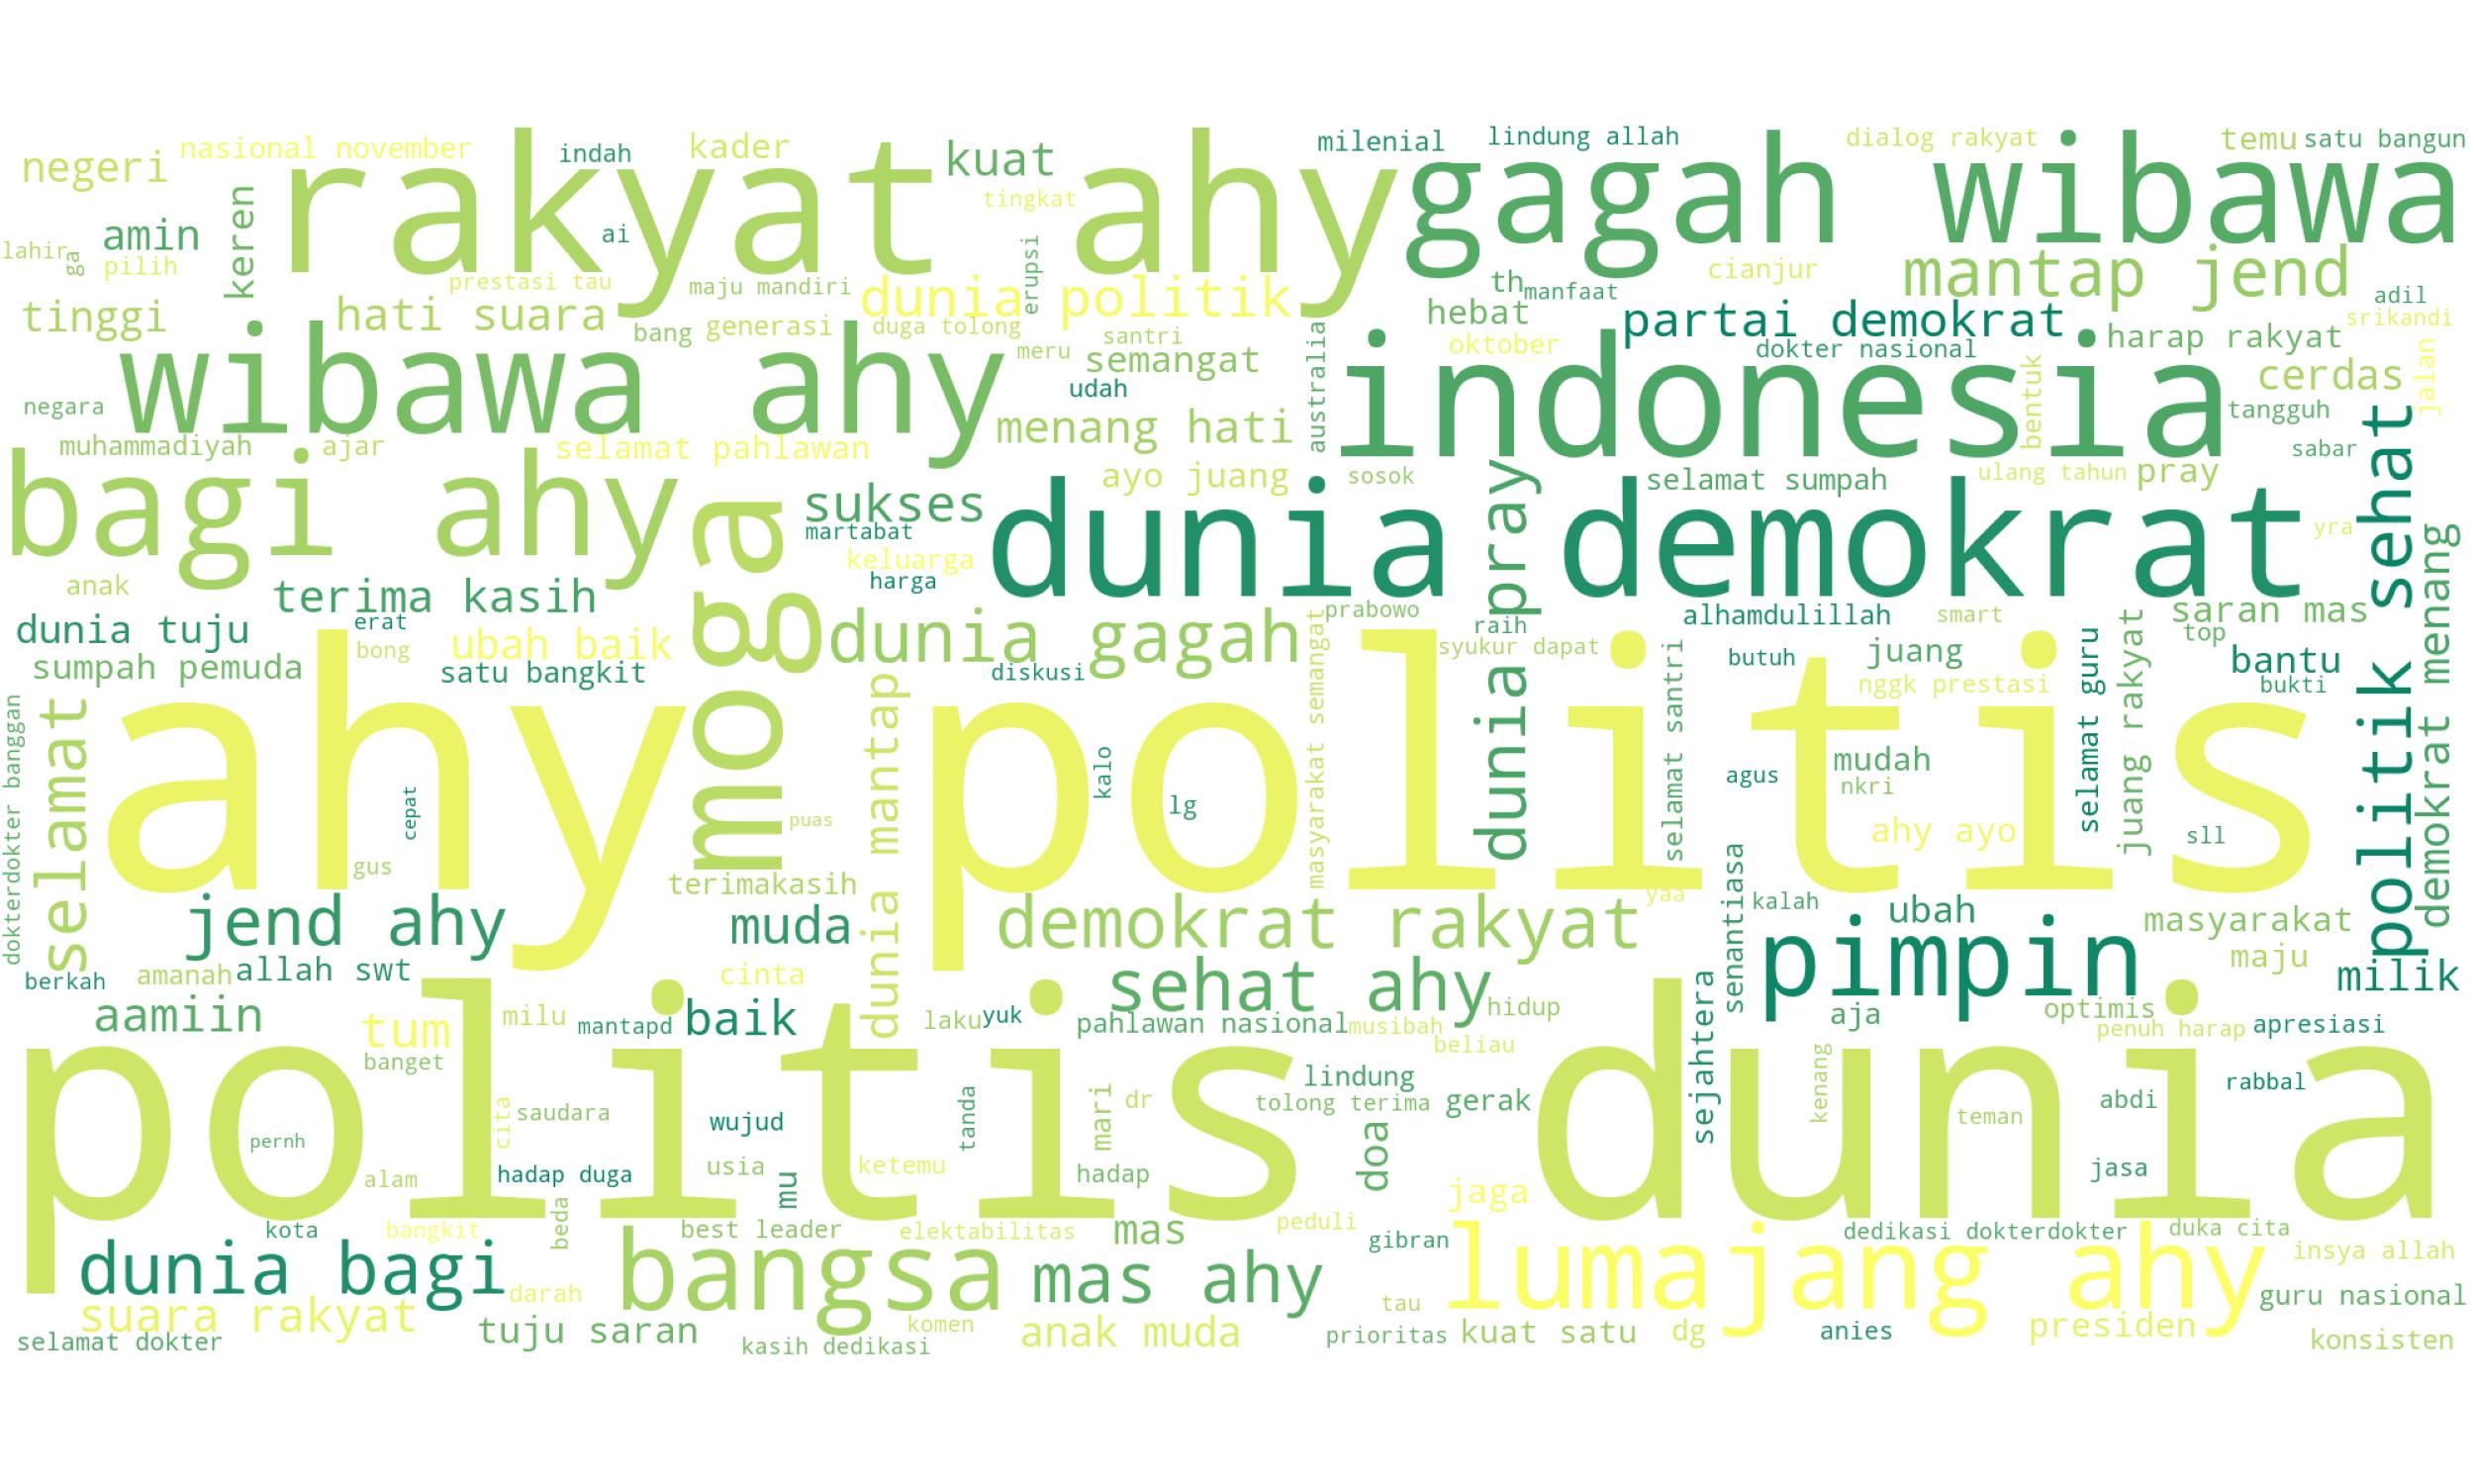 negeri
nasional november
rakyat ahy
indah
kader
kuat
milenial
lindung allah
dialog rakyat
temu
satu bangun
gagah wibawa
tingkat
lahir
ga
amin
pilih
keren
ai
erupsi
prestasi tau
maju mandiri
dunia politik
th
manfaat
cianjur
mantap jend
adil
tinggi
hati suara
bang
generasi
duga tolong
santri
hebat
partai demokrat
harap rakyat
srikandi
wibawa ahy
meru
semangat
australia
oktober
dokter nasional
indonesia
bentuk
cerdas
jalan
negara
udah
tangguh
muhammadiyah
ajar
selamat pahlawan
menang hati
sabar
bagi ahy
moga
sukses
ayo juang
sosok
dunia pray
selamat sumpah
ulang tahun
pray
politik sehat
martabat
dunia demokrat
yra
demokrat menang
keluarga
harga
anak
terima kasih
dunia tuju
erat
ubah baik
dunia gagah
prabowo
raih
alhamdulillah
smart
juang rakyat
saran mas
top
sumpah pemuda
bong
satu bangkit
diskusi
masyarakat semangat
syukur dapat
selamat santri
butuh
juang
selamat guru
bantu
nggk prestasi
bukti
dokterdokter banggan
selamat
ahy politis
dunia mantap
kalo
lg
agus
mudah
nkri
cepat
puas
ahy ayo
sll
gus
terimakasih
yaa
senantiasa
kalah
ubah
masyarakat
jend ahy
muda
demokrat rakyat
pimpin
maju
berkah
amanah
allah swt
cinta
sehat ahy
milik
aamiin
tum
milu
mantapd
baik
laku
yuk
pahlawan nasional
musibah
hidup
sejahtera
aja
optimis
penuh harap
apresiasi
politis dunia
banget
beliau
lindung
kenang
rabbal
cita
saudara
wujud
tanda
mari
dr
tolong terima
gerak
abdi
teman
pernh
doa
alam
hadap duga
usia
mu
ketemu
hadap
jasa
jaga
kota
bangkit
beda
best leader
elektabilitas
mas
peduli
gibran
dedikasi dokterdokter
duka cita
dunia bagi
bangsa
mas ahy
lumajang ahy
insya allah
darah
suara rakyat
tau
guru nasional
selamat dokter
tuju saran
kasih dedikasi
komen
anak muda
prioritas
kuat satu
dg
anies
presiden
konsisten